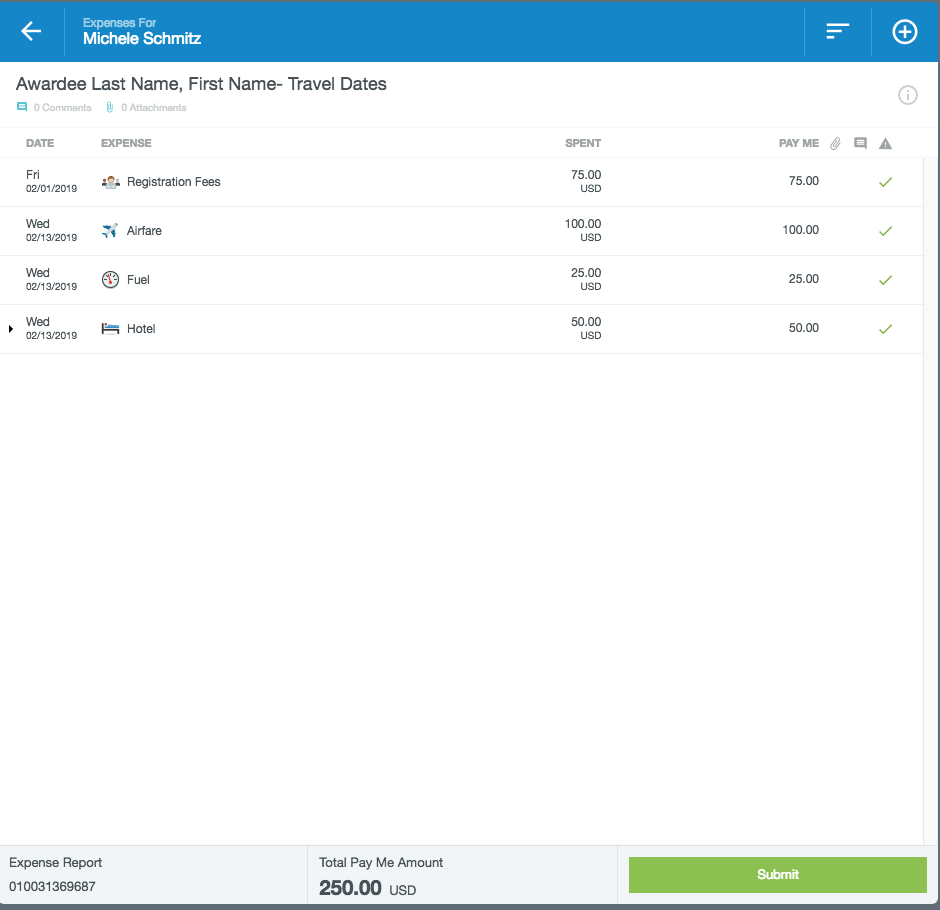 Expenses For
Michele Schmitz
Awardee Last Name, First Name- Travel Dates
0 Comments 0 Attachments
DATE EXPENSE SPENT PAY ME
Fri
02/01/2019
Registration Fees
75.00
USD
75.00
Wed
02/13/2019
Airfare
100.00
USD
100.00
Wed
02/13/2019
Fuel
25.00
USD
25.00
Wed
02/13/2019
Hotel
50.00
USD
50.00
Expense Report
010031369687
Total Pay Me Amount
250.00 USD
Submit